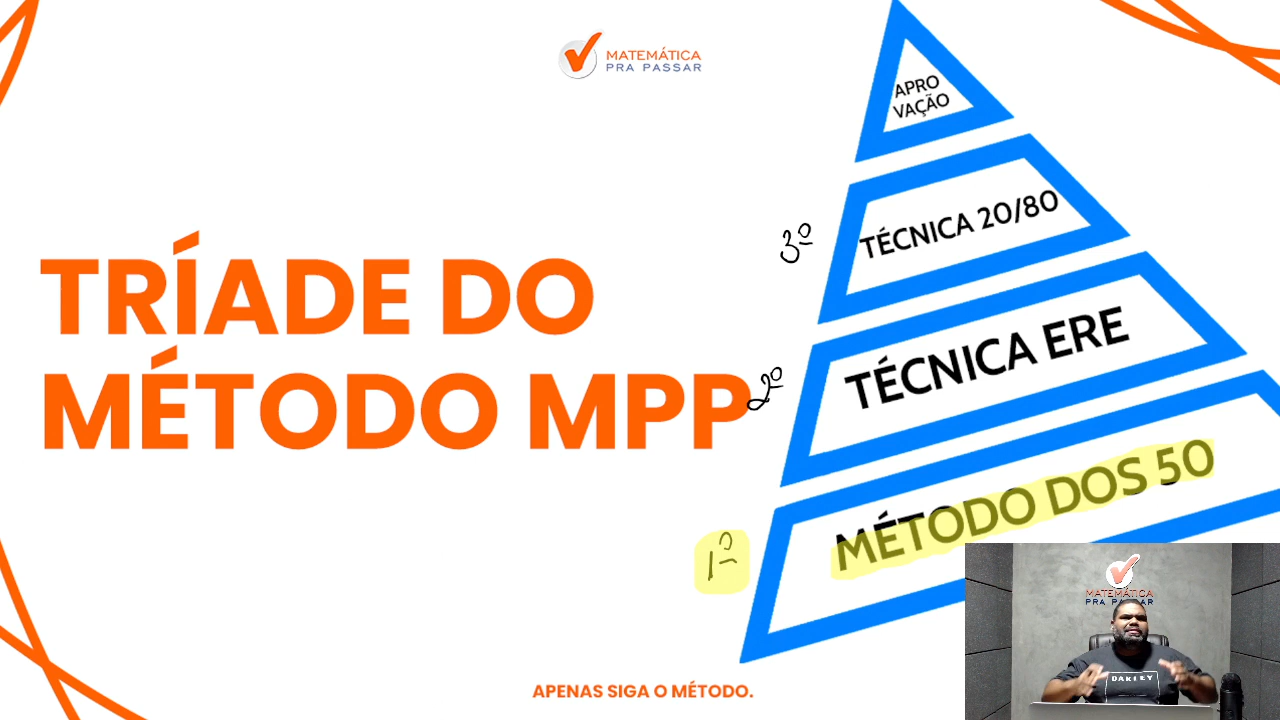 MATEMÁTICA
PRA PASSAR
APRO
VAÇÃO
3º
TÉCNICA 20/80
TRÍADE DO
MÉTODO MPP
2º
TÉCNICA ERE
1º
MÉTODO DOS 50
MATEMÁTICA
PRA PASSAR
OAKLEY
APENAS SIGA O MÉTODO.